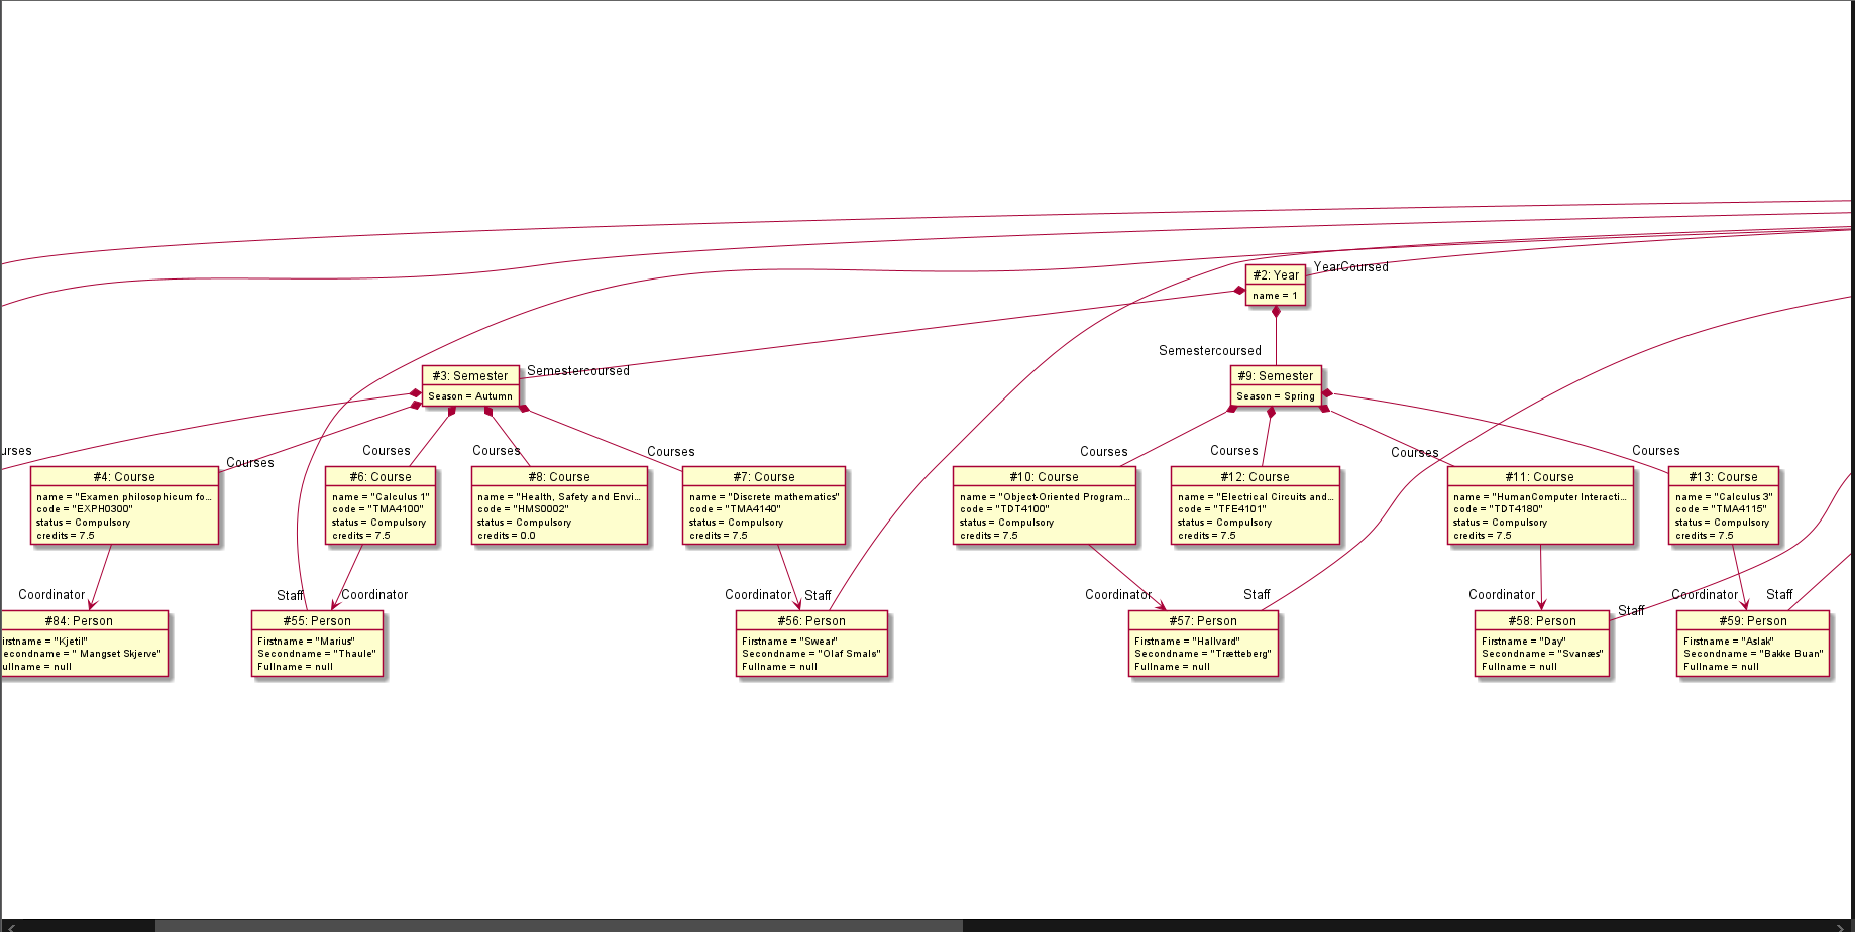 #2: Year
YearCoursed
name = 1
Semestercoursed
#3: Semester
Semestercoursed
#9: Semester
Season = Autumn
Season = Spring
urses
Courses
Courses
Courses
Courses
Courses
Courses
Courses
Courses
#4: Course
name = "Examen philosophicum fo...
code = "EXPH0300"
status = Compulsory
credits = 7.5
#6: Course
name = "Calculus 1"
code = "TMA4100"
status = Compulsory
credits = 7.5
#8: Course
name = "Health, Safety and Envi...
code = "HMS0002"
status = Compulsory
credits = 0.0
#7: Course
name = "Discrete mathematics"
code = "TMA4140"
status = Compulsory
credits = 7.5
#10: Course
name = "Object-Oriented Program...
code = "TDT4100"
status = Compulsory
credits = 7.5
#12: Course
name = "Electrical Circuits and...
code = "TFE4101"
status = Compulsory
credits = 7.5
#11: Course
name = "HumanComputer Interacti...
code = "TDT4180"
status = Compulsory
credits = 7.5
#13: Course
name = "Calculus 3"
code = "TMA4115"
status = Compulsory
credits = 7.5
Coordinator
Staff
Coordinator
Coordinator
Staff
Coordinator
Staff
Coordinator
Staff
Coordinator
Staff
#84: Person
irstname = "Kjetil"
econdname = " Mangset Skjerve"
ullname = null
#55: Person
Firstname = "Marius"
Secondname = "Thaule"
Fullname = null
#56: Person
Firstname = "Swear"
Secondname = "Olaf Smals"
Fullname = null
#57: Person
Firstname = "Hallvard"
Secondname = "Trætteberg"
Fullname = null
#58: Person
Firstname = "Day"
Secondname = "Svanæs"
Fullname = null
#59: Person
Firstname = "Aslak"
Secondname = "Bakke Buan"
Fullname = null